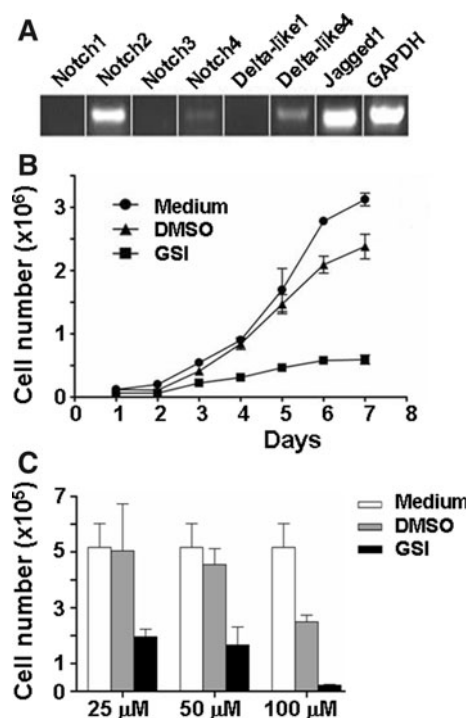 A
Notch1 Notch2 Notch3 Notch4 Delta-like1 Delta-like4 Jagged1 GAPDH
B
Cell number (x10⁶)
3
2
1
0
Medium
DMSO
GSI
0 1 2 3 4 5 6 7 8
Days
C
Cell number (x10⁵)
7
5
3
1
0
Medium
DMSO
GSI
25 µM 50 µM 100 µM